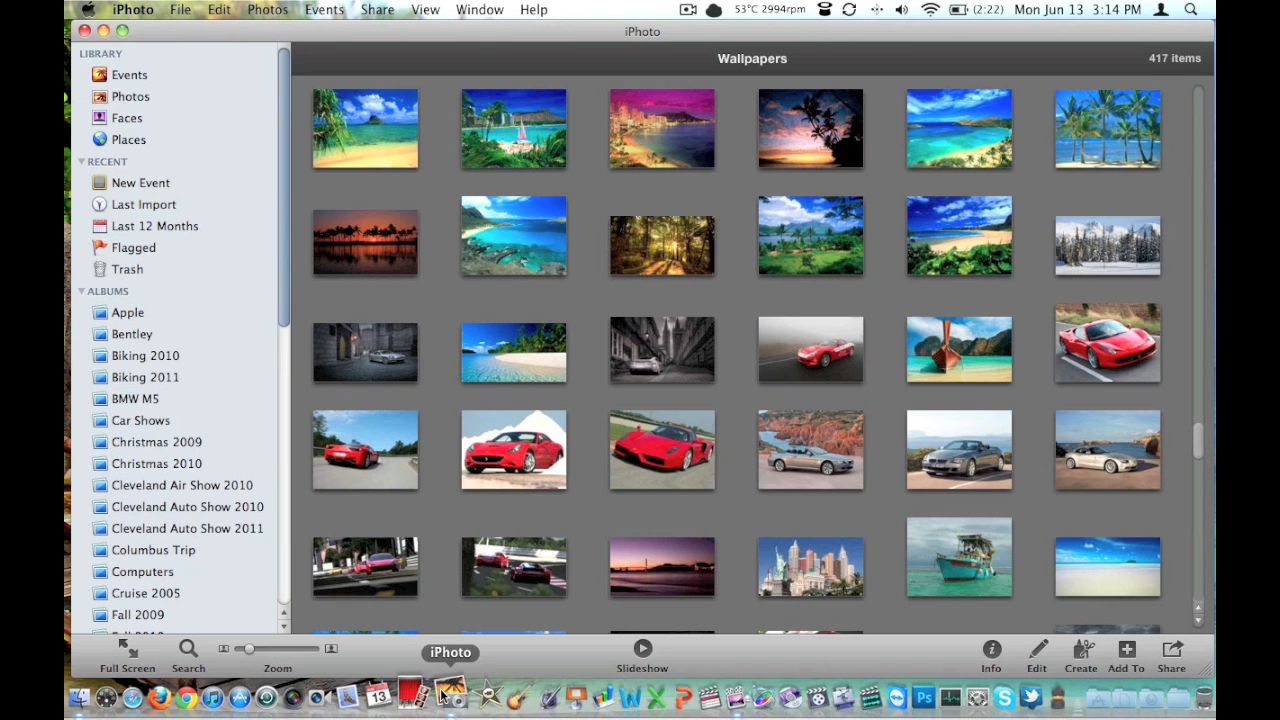 iPhoto File Edit Photos Events Share View Window Help 53°C 2994rpm (2:22) Mon Jun 13 3:14 PM
iPhoto
LIBRARY
Events
Photos
Faces
Places
RECENT
New Event
Last Import
Last 12 Months
Flagged
Trash
ALBUMS
Apple
Bentley
Biking 2010
Biking 2011
BMW M5
Car Shows
Christmas 2009
Christmas 2010
Cleveland Air Show 2010
Cleveland Auto Show 2010
Cleveland Auto Show 2011
Columbus Trip
Computers
Cruise 2005
Fall 2009
Wallpapers 417 items
Full Screen Search Zoom iPhoto Slideshow Info Edit Create Add To Share
13
W X P Ps S